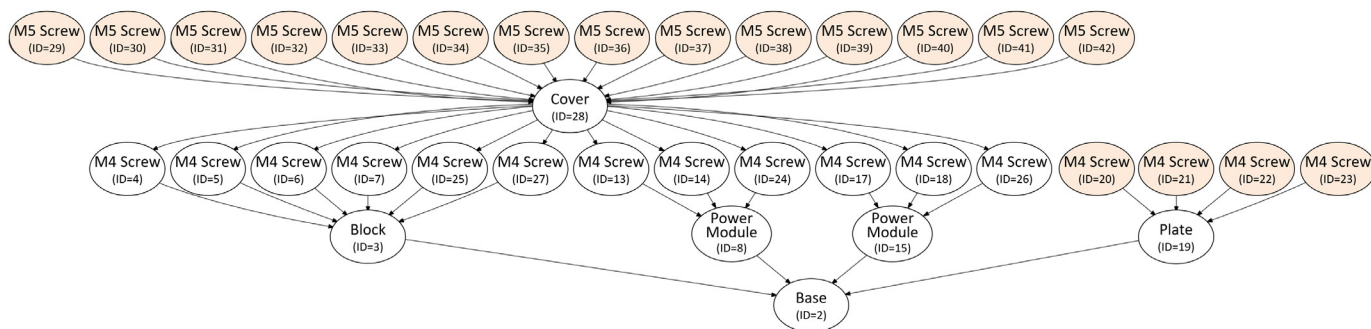 M5 Screw M5 Screw M5 Screw M5 Screw M5 Screw M5 Screw M5 Screw M5 Screw M5 Screw M5 Screw M5 Screw M5 Screw M5 Screw M5 Screw
(ID=29) (ID=30) (ID=31) (ID=32) (ID=33) (ID=34) (ID=35) (ID=36) (ID=37) (ID=38) (ID=39) (ID=40) (ID=41) (ID=42)
Cover
(ID=28)
M4 Screw M4 Screw M4 Screw M4 Screw M4 Screw M4 Screw M4 Screw M4 Screw M4 Screw M4 Screw M4 Screw M4 Screw M4 Screw M4 Screw M4 Screw M4 Screw
(ID=4) (ID=5) (ID=6) (ID=7) (ID=25) (ID=27) (ID=13) (ID=14) (ID=24) (ID=17) (ID=18) (ID=26) (ID=20) (ID=21) (ID=22) (ID=23)
Block
(ID=3)
Power
Module
(ID=8)
Power
Module
(ID=15)
Plate
(ID=19)
Base
(ID=2)